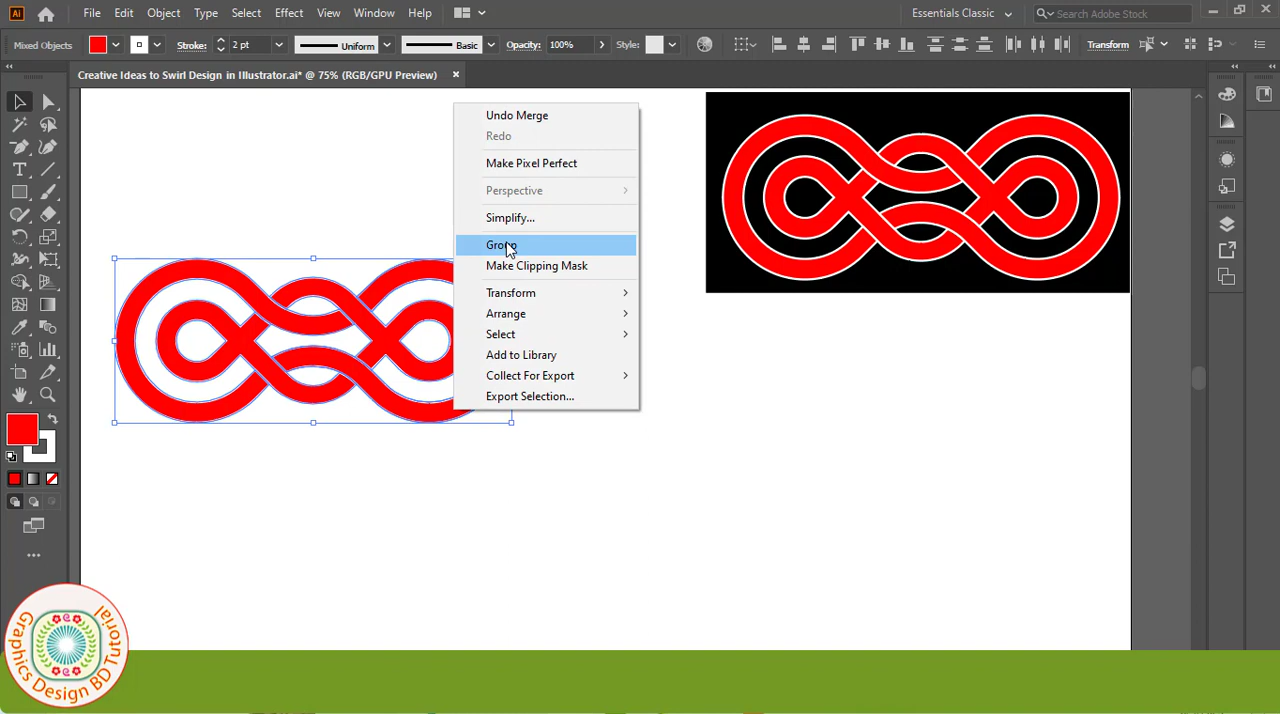 Ai File Edit Object Type Select Effect View Window Help Essentials Classic Search Adobe Stock
Mixed Objects Stroke: 2 pt Uniform Basic Opacity: 100% Style: Transform
Creative Ideas to Swirl Design in Illustrator.ai* @ 75% (RGB/GPU Preview) ×
Undo Merge
Redo
Make Pixel Perfect
Perspective
Simplify...
Group
Make Clipping Mask
Transform
Arrange
Select
Add to Library
Collect For Export
Export Selection...
Graphics Design BD Tutorial